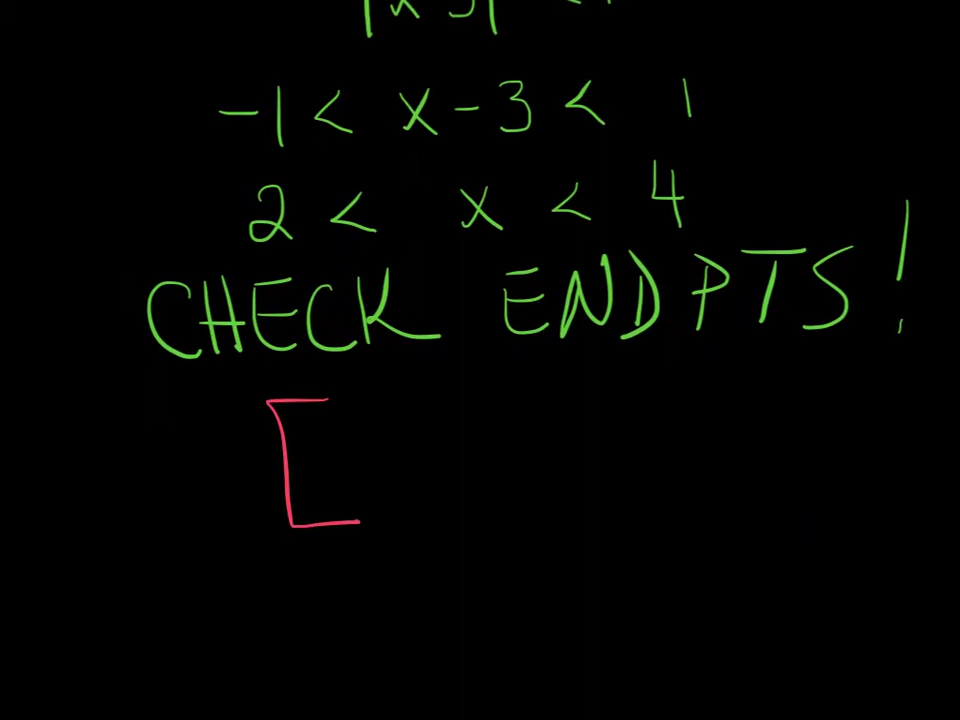 -1 < x - 3 < 1
2 < x < 4
CHECK ENDPTS!
[